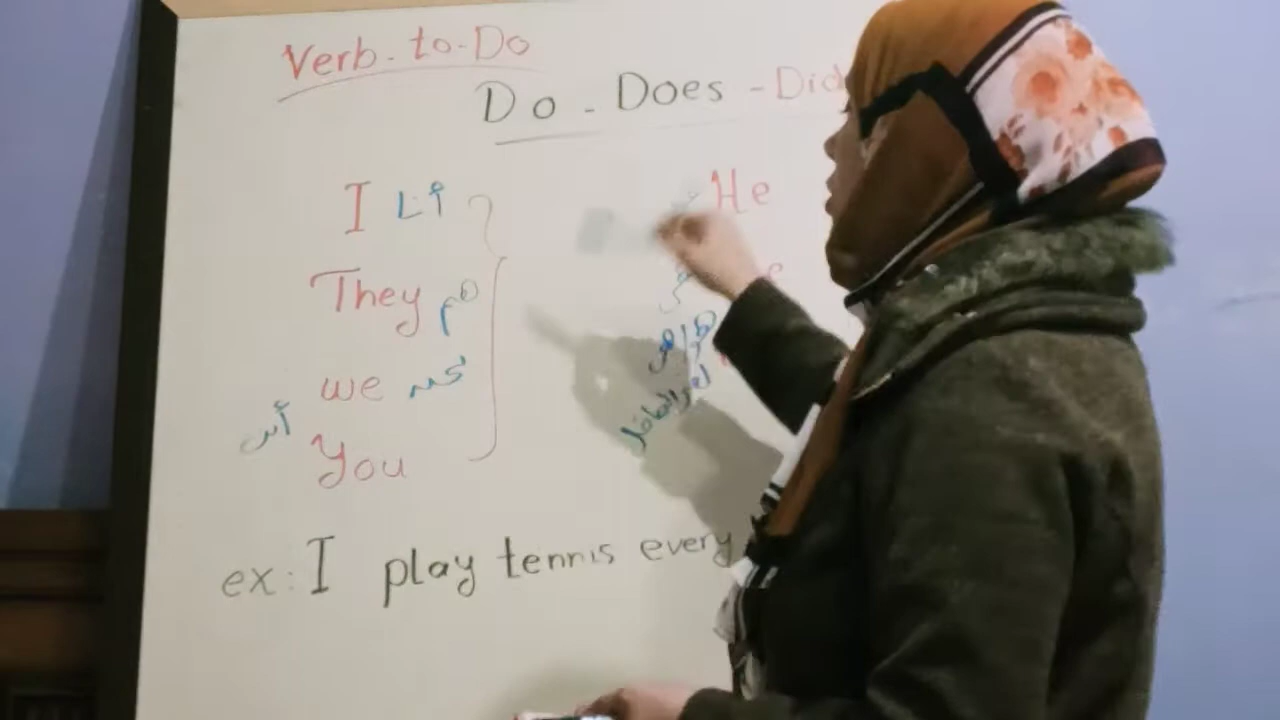 Verb-to-Do
Do - Does - Did
I أنا
He
They هم
we نحن
أنت
You
ex: I play tennis every